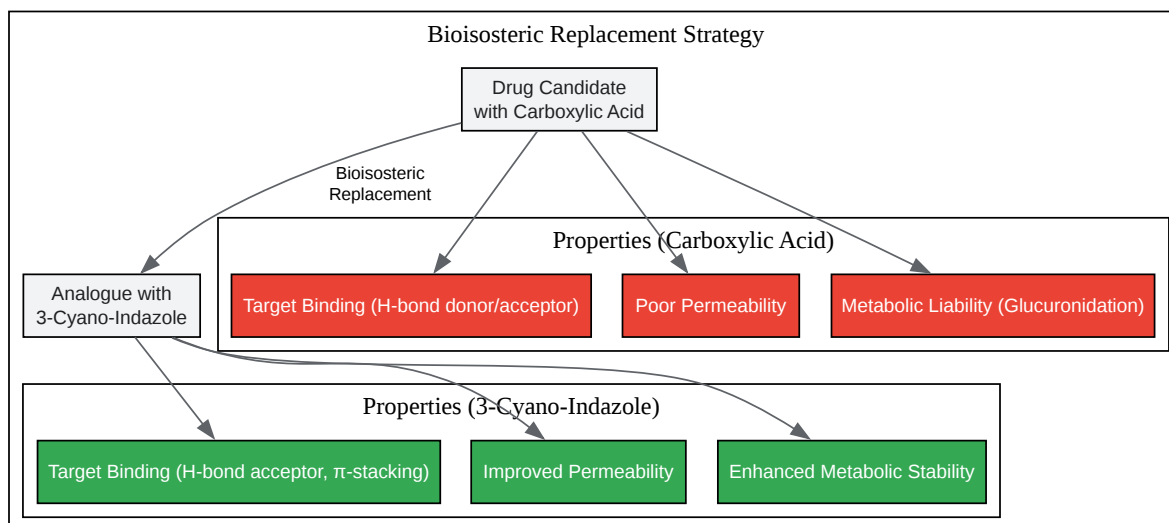 Bioisosteric Replacement Strategy
Drug Candidate
with Carboxylic Acid
Bioisosteric
Replacement
Properties (Carboxylic Acid)
Analogue with
3-Cyano-Indazole
Target Binding (H-bond donor/acceptor)
Poor Permeability
Metabolic Liability (Glucuronidation)
Properties (3-Cyano-Indazole)
Target Binding (H-bond acceptor, π-stacking)
Improved Permeability
Enhanced Metabolic Stability